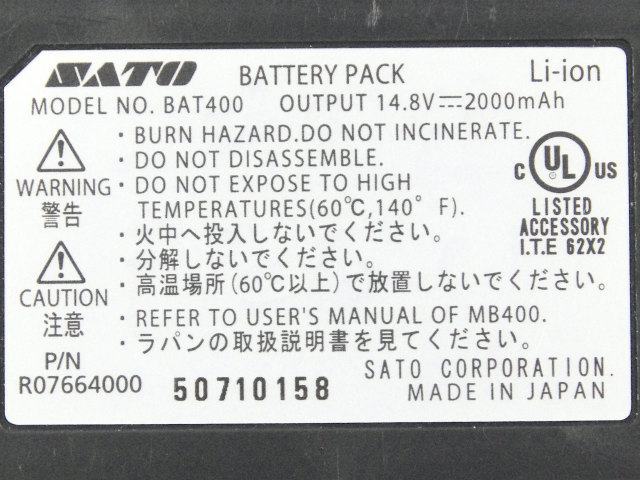 SATO BATTERY PACK Li-ion
MODEL NO. BAT400 OUTPUT 14.8V⎓2000mAh
・BURN HAZARD.DO NOT INCINERATE.
・DO NOT DISASSEMBLE.
WARNING ・DO NOT EXPOSE TO HIGH
警告 TEMPERATURES(60℃,140° F).
・火中へ投入しないでください。
・分解しないでください。
・高温場所(60℃以上)で放置しないでください。
CAUTION
注意 ・REFER TO USER'S MANUAL OF MB400.
・ラパンの取扱説明書を見てください。
C UL US
LISTED
ACCESSORY
I.T.E 62X2
P/N
R07664000 50710158
SATO CORPORATION.
MADE IN JAPAN